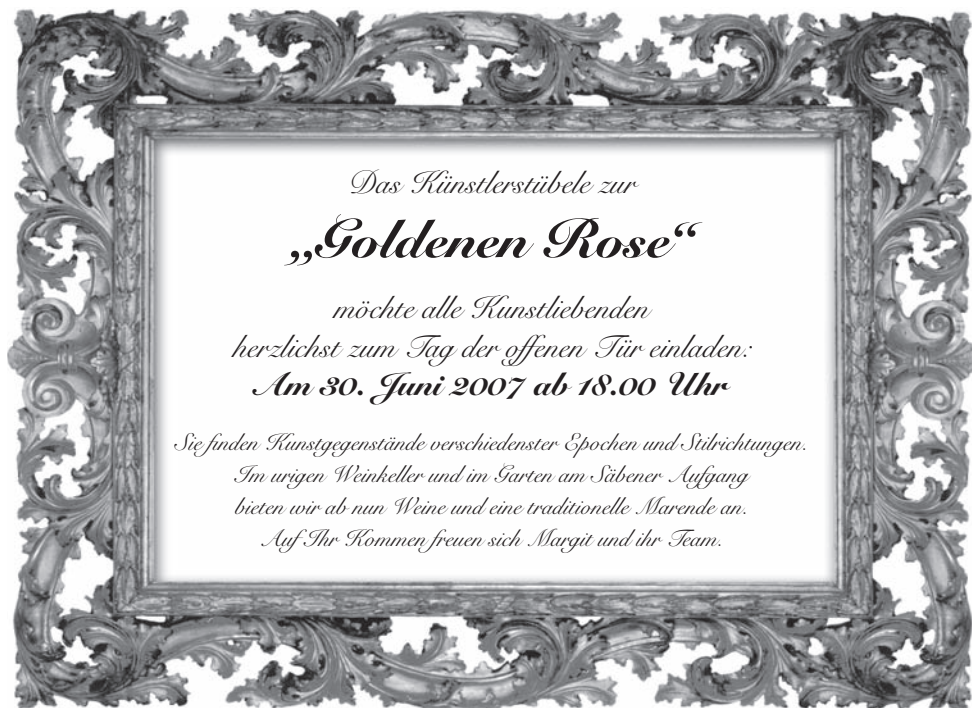 Das Künstlerstübele zur
„Goldenen Rose“
möchte alle Kunstliebenden
herzlichst zum Tag der offenen Tür einladen:
Am 30. Juni 2007 ab 18.00 Uhr
Sie finden Kunstgegenstände verschiedenster Epochen und Stilrichtungen.
Im urigen Weinkeller und im Garten am Säbener Aufgang
bieten wir ab nun Weine und eine traditionelle Marende an.
Auf Ihr Kommen freuen sich Margit und ihr Team.